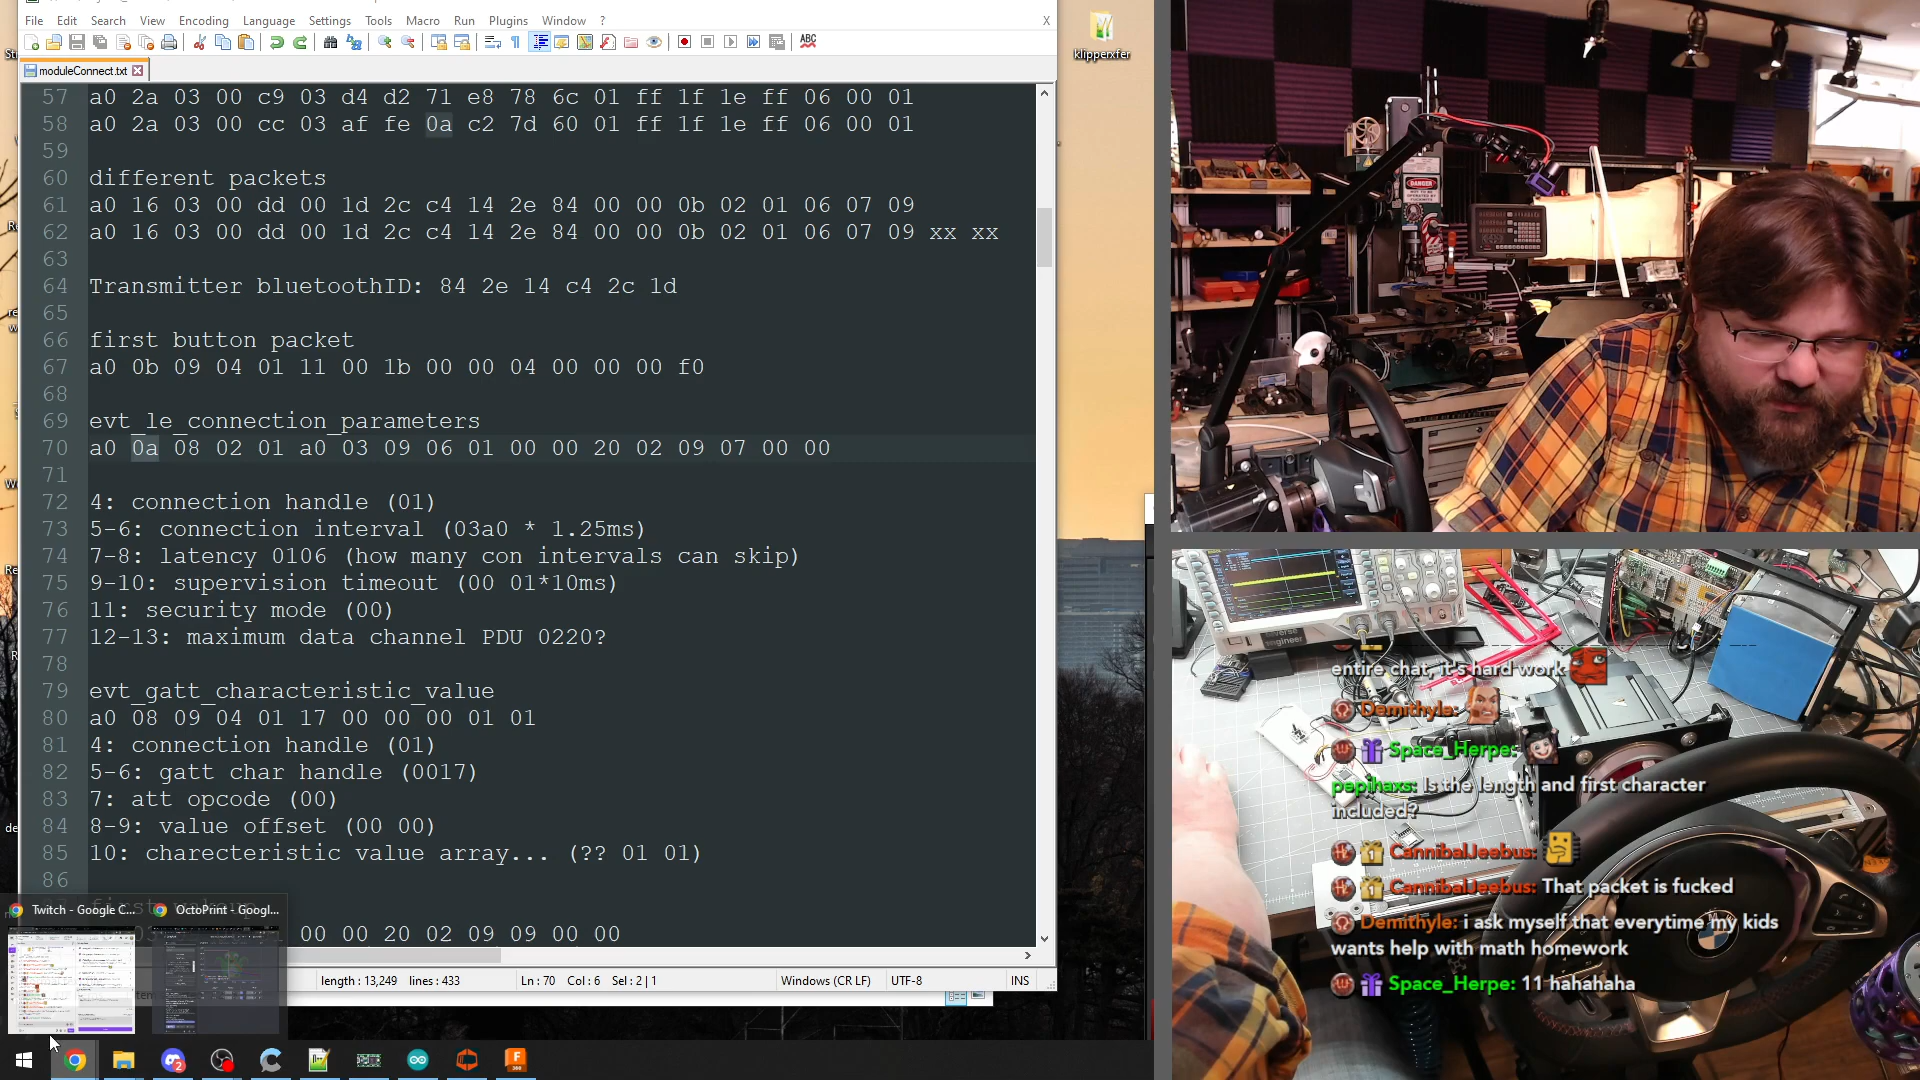 File Edit Search View Encoding Language Settings Tools Macro Run Plugins Window ? X
ABC
moduleConnect.txt
57 a0 2a 03 00 c9 03 d4 d2 71 e8 78 6c 01 ff 1f 1e ff 06 00 01
58 a0 2a 03 00 cc 03 af fe 0a c2 7d 60 01 ff 1f 1e ff 06 00 01
59
60 different packets
61 a0 16 03 00 dd 00 1d 2c c4 14 2e 84 00 00 0b 02 01 06 07 09
62 a0 16 03 00 dd 00 1d 2c c4 14 2e 84 00 00 0b 02 01 06 07 09 xx xx
63
64 Transmitter bluetoothID: 84 2e 14 c4 2c 1d
65
66 first button packet
67 a0 0b 09 04 01 11 00 1b 00 00 04 00 00 00 f0
68
69 evt_le_connection_parameters
70 a0 0a 08 02 01 a0 03 09 06 01 00 00 20 02 09 07 00 00
71
72 4: connection handle (01)
73 5-6: connection interval (03a0 * 1.25ms)
74 7-8: latency 0106 (how many con intervals can skip)
75 9-10: supervision timeout (00 01*10ms)
76 11: security mode (00)
77 12-13: maximum data channel PDU 0220?
78
79 evt_gatt_characteristic_value
80 a0 08 09 04 01 17 00 00 00 01 01
81 4: connection handle (01)
82 5-6: gatt char handle (0017)
83 7: att opcode (00)
84 8-9: value offset (00 00)
85 10: charecteristic value array... (?? 01 01)
86
00 00 20 02 09 09 00 00
Twitch - Google C...
OctoPrint - Googl...
length : 13,249 lines : 433
Ln : 70 Col : 6 Sel : 2 | 1
Windows (CR LF)
UTF-8
INS
klipperxfer
DANGER
entire chat, it's hard work
Demithyle:
Space_Herpe:
papihaxs: Is the length and first character
included?
CannibalJeebus:
CannibalJeebus: That packet is fucked
Demithyle: i ask myself that everytime my kids
wants help with math homework
Space_Herpe: 11 hahahaha
reverse
engineer
BMW